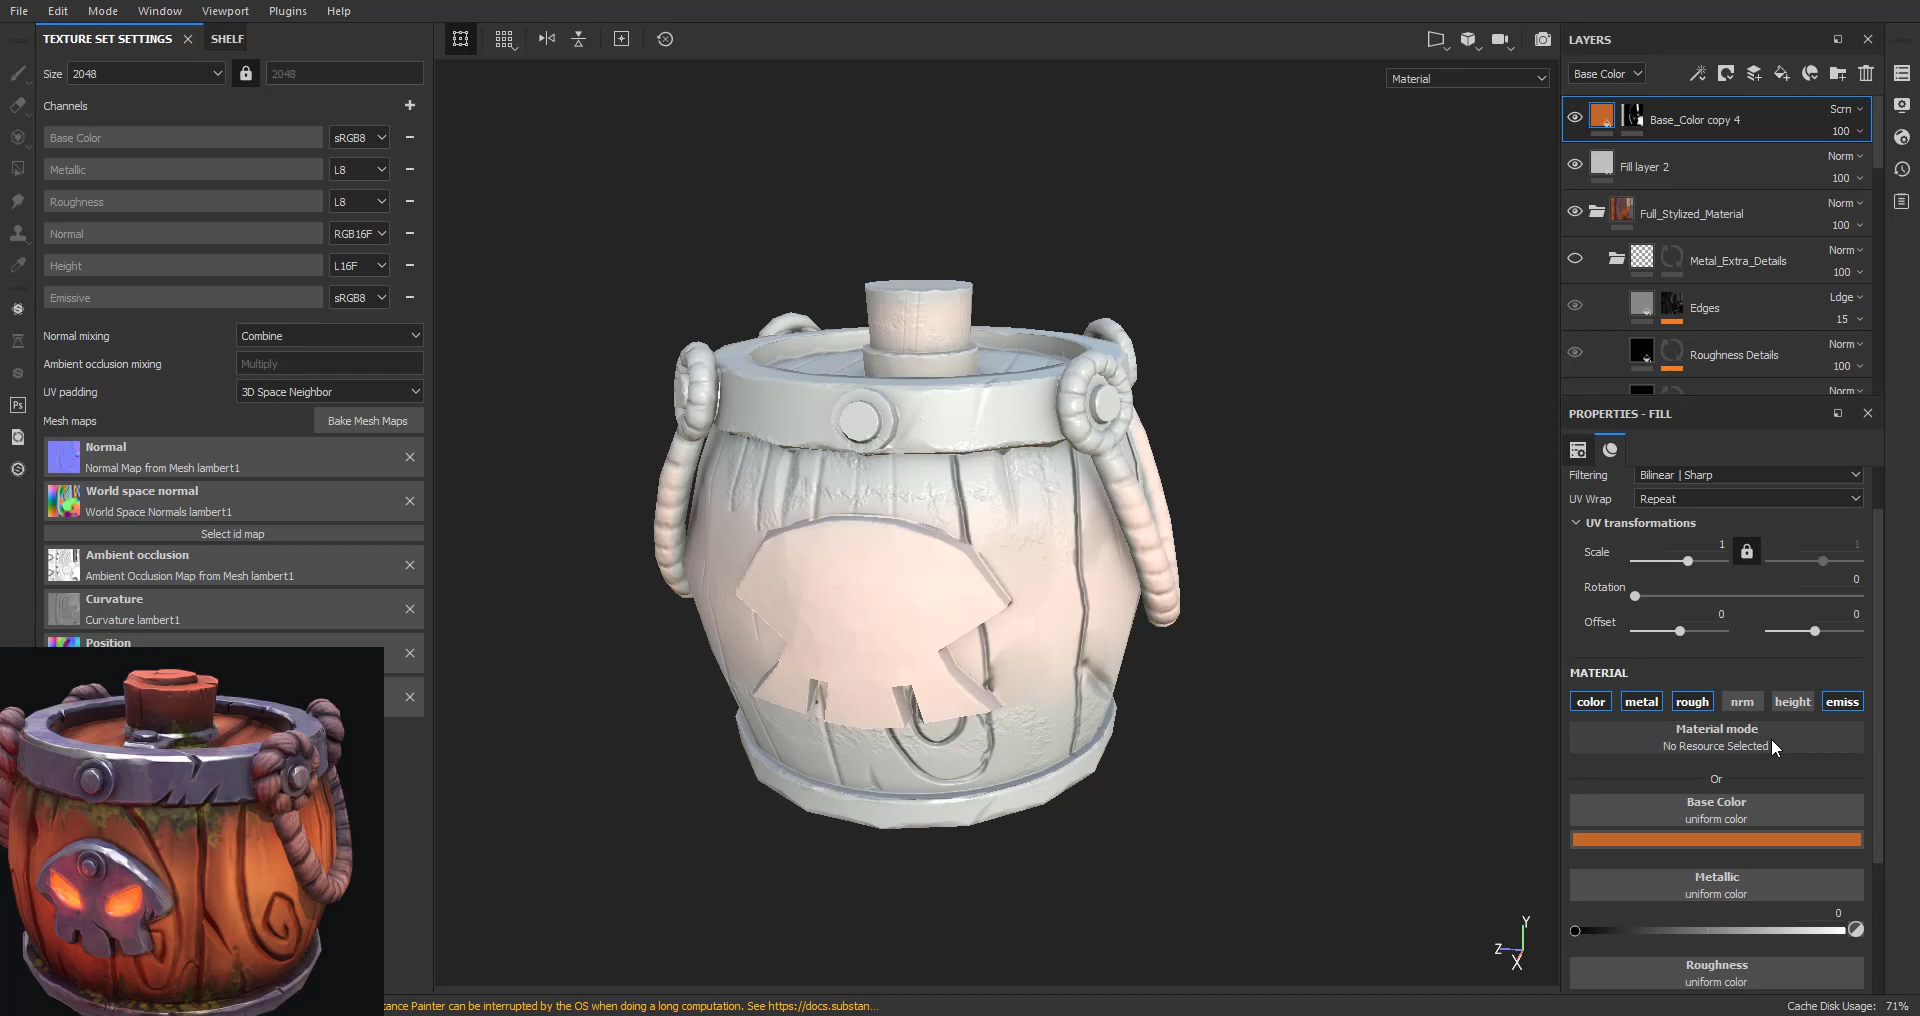 File Edit Mode Window Viewport Plugins Help
TEXTURE SET SETTINGS SHELF
Size 2048 2048
Channels
Base Color sRGB8
Metallic L8
Roughness L8
Normal RGB16F
Height L16F
Emissive sRGB8
Normal mixing Combine
Ambient occlusion mixing Multiply
UV padding 3D Space Neighbor
Mesh maps Bake Mesh Maps
Normal
Normal Map from Mesh lambert1
World space normal
World Space Normals lambert1
Select id map
Ambient occlusion
Ambient Occlusion Map from Mesh lambert1
Curvature
Curvature lambert1
Position
Material
Y
Z
X
LAYERS
Base Color
Base_Color copy 4 Scrn 100
Fill layer 2 Norm 100
Full_Stylized_Material Norm 100
Metal_Extra_Details Norm 100
Edges Ldge 15
Roughness Details Norm 100
Norm
PROPERTIES - FILL
Filtering Bilinear | Sharp
UV Wrap Repeat
UV transformations
Scale 1 1
Rotation 0
Offset 0 0
MATERIAL
color metal rough nrm height emiss
Material mode
No Resource Selected
Or
Base Color
uniform color
Metallic
uniform color
0
Roughness
uniform color
tance Painter can be interrupted by the OS when doing a long computation. See https://docs.substan...
Cache Disk Usage: 71%
Ps